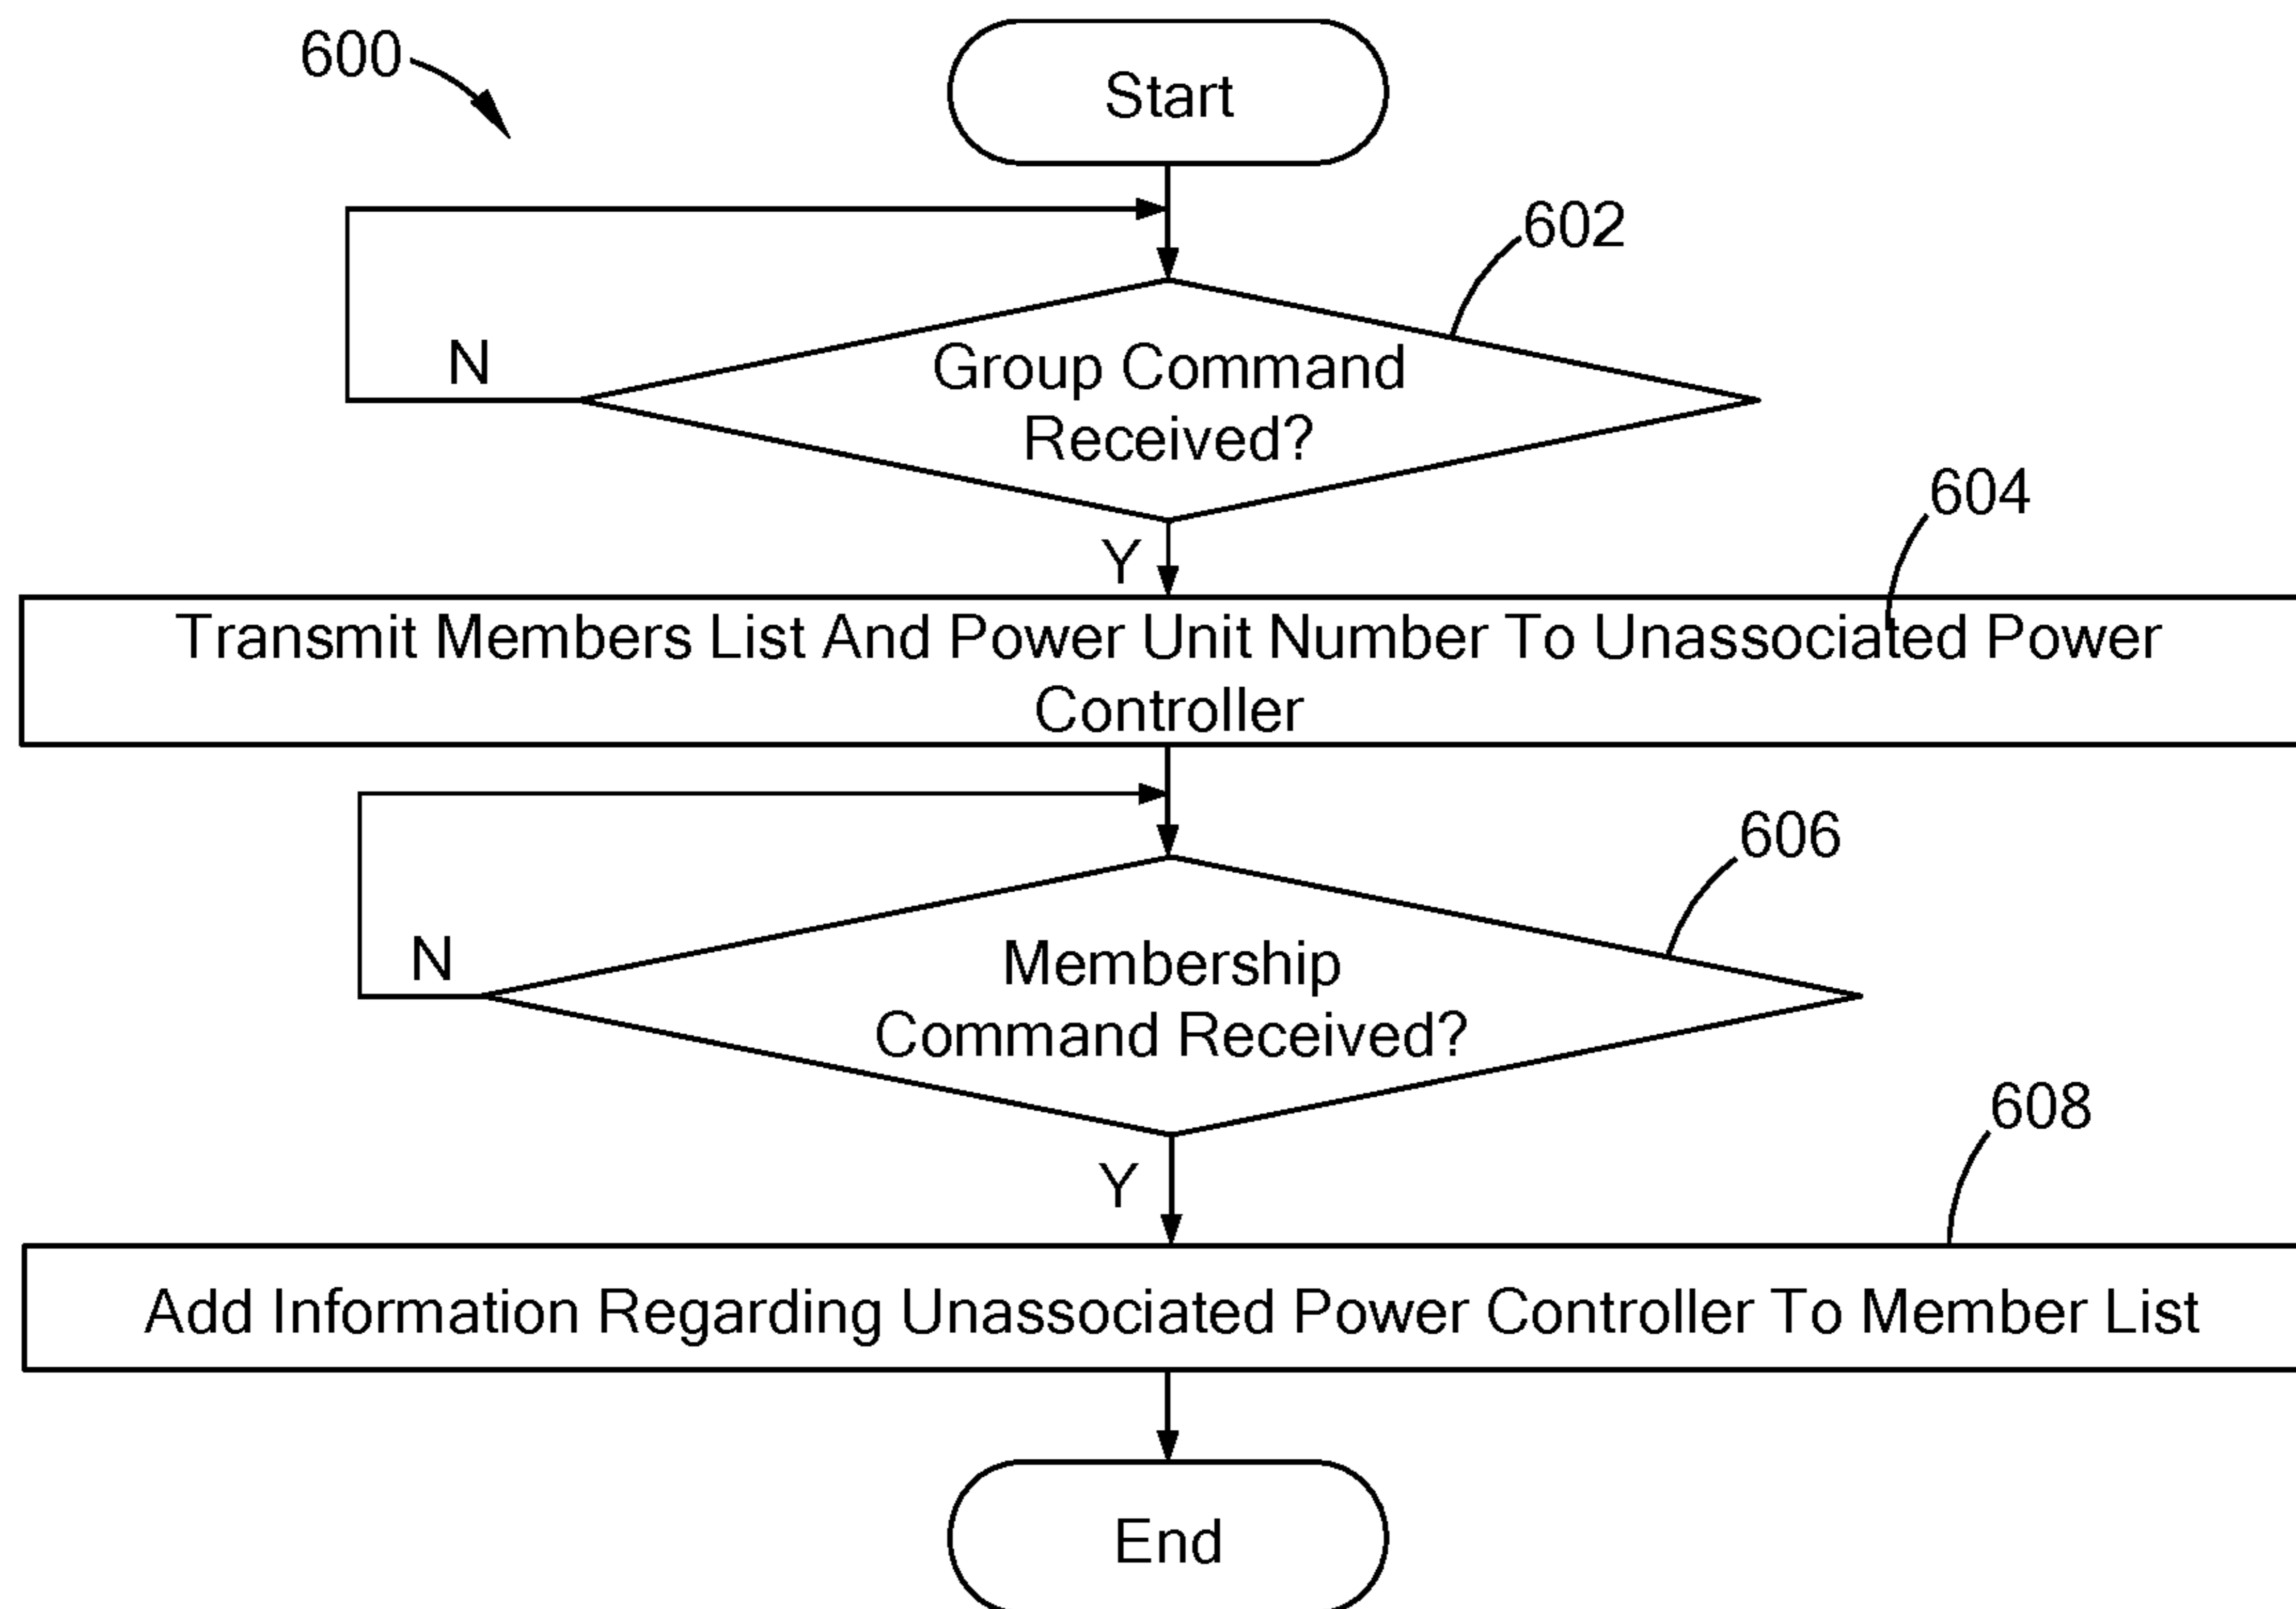 600
Start
602
N
Group Command
Received?
604
Y
Transmit Members List And Power Unit Number To Unassociated Power
Controller
606
N
Membership
Command Received?
608
Y
Add Information Regarding Unassociated Power Controller To Member List
End